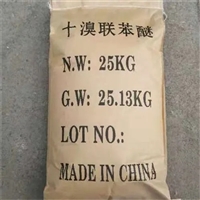 十溴联苯醚
N.W: 25KG
G.W: 25.13KG
LOT NO.:
MADE IN CHINA